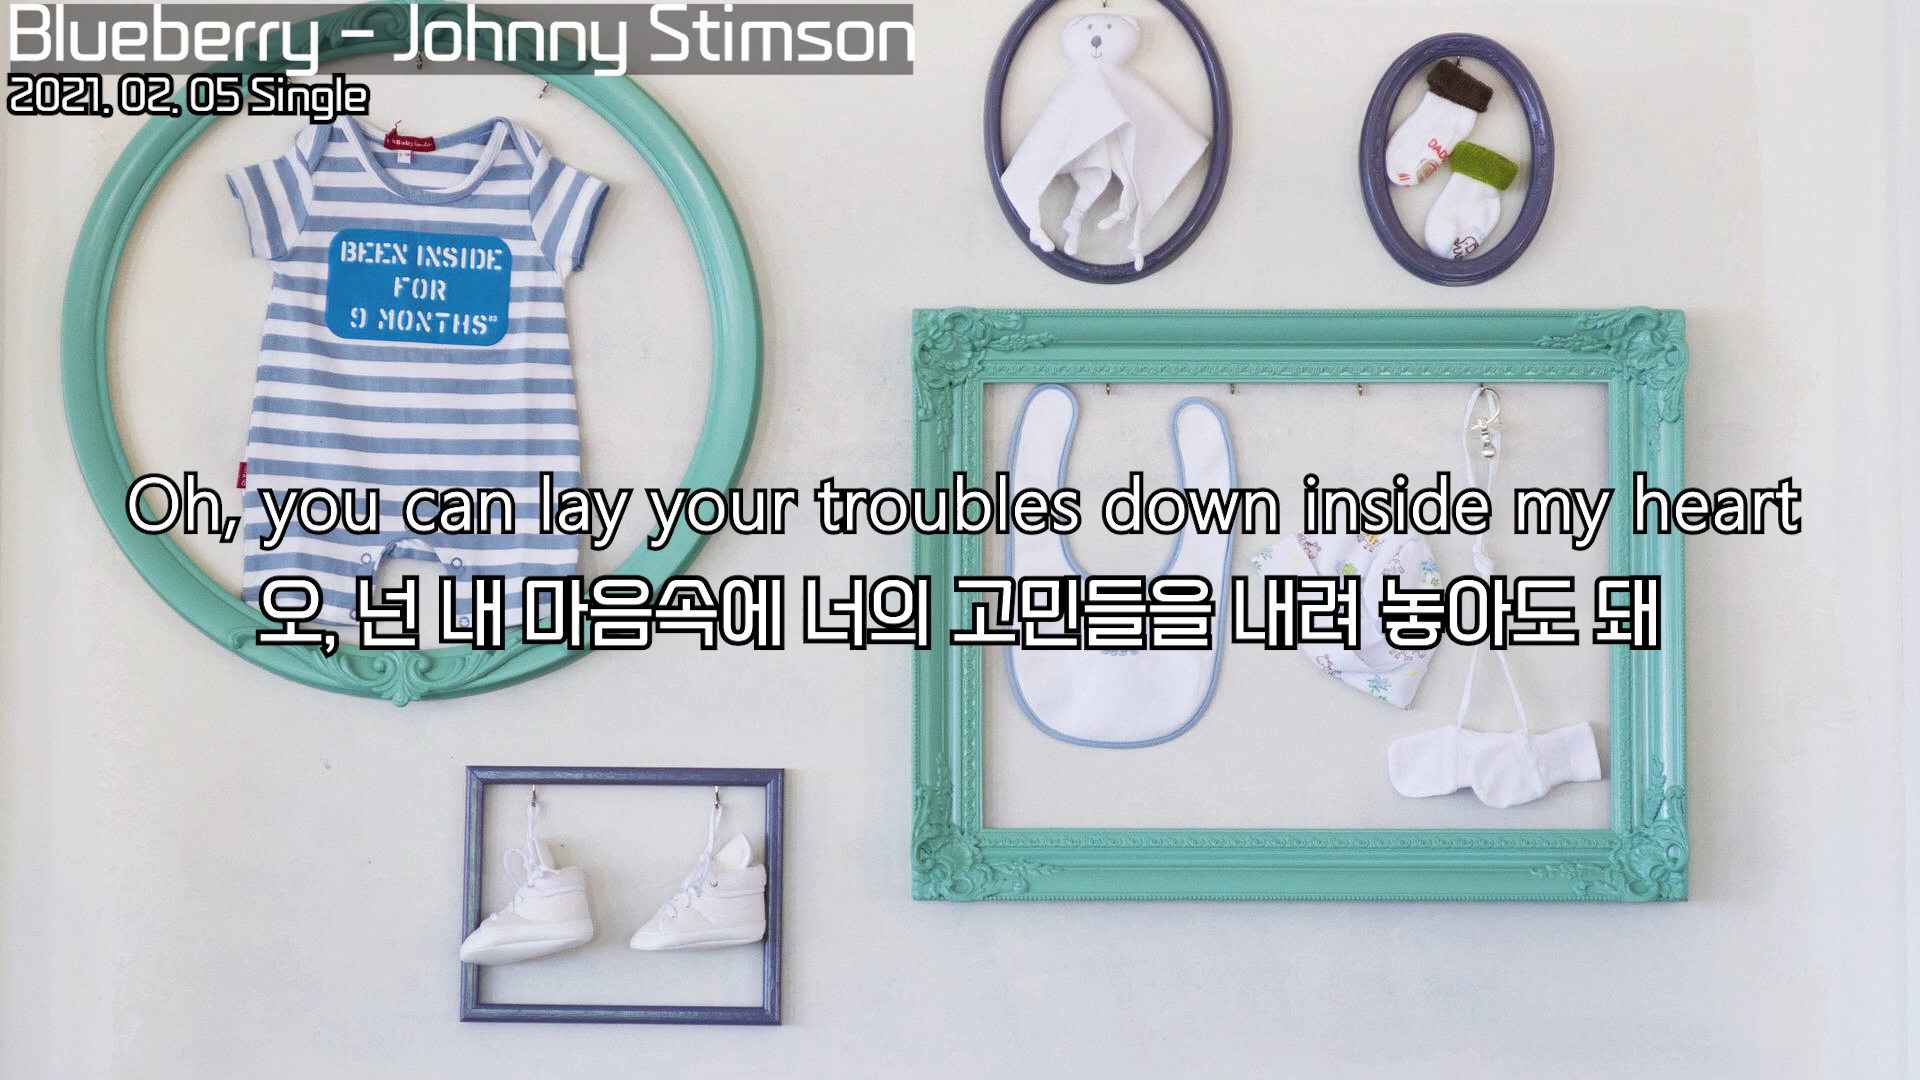 Blueberry - Johnny Stimson
2021. 02. 05 Single
BEEN INSIDE
FOR
9 MONTHS
DADD
Oh, you can lay your troubles down inside my heart
오, 넌 내 마음속에 너의 고민들을 내려 놓아도 돼